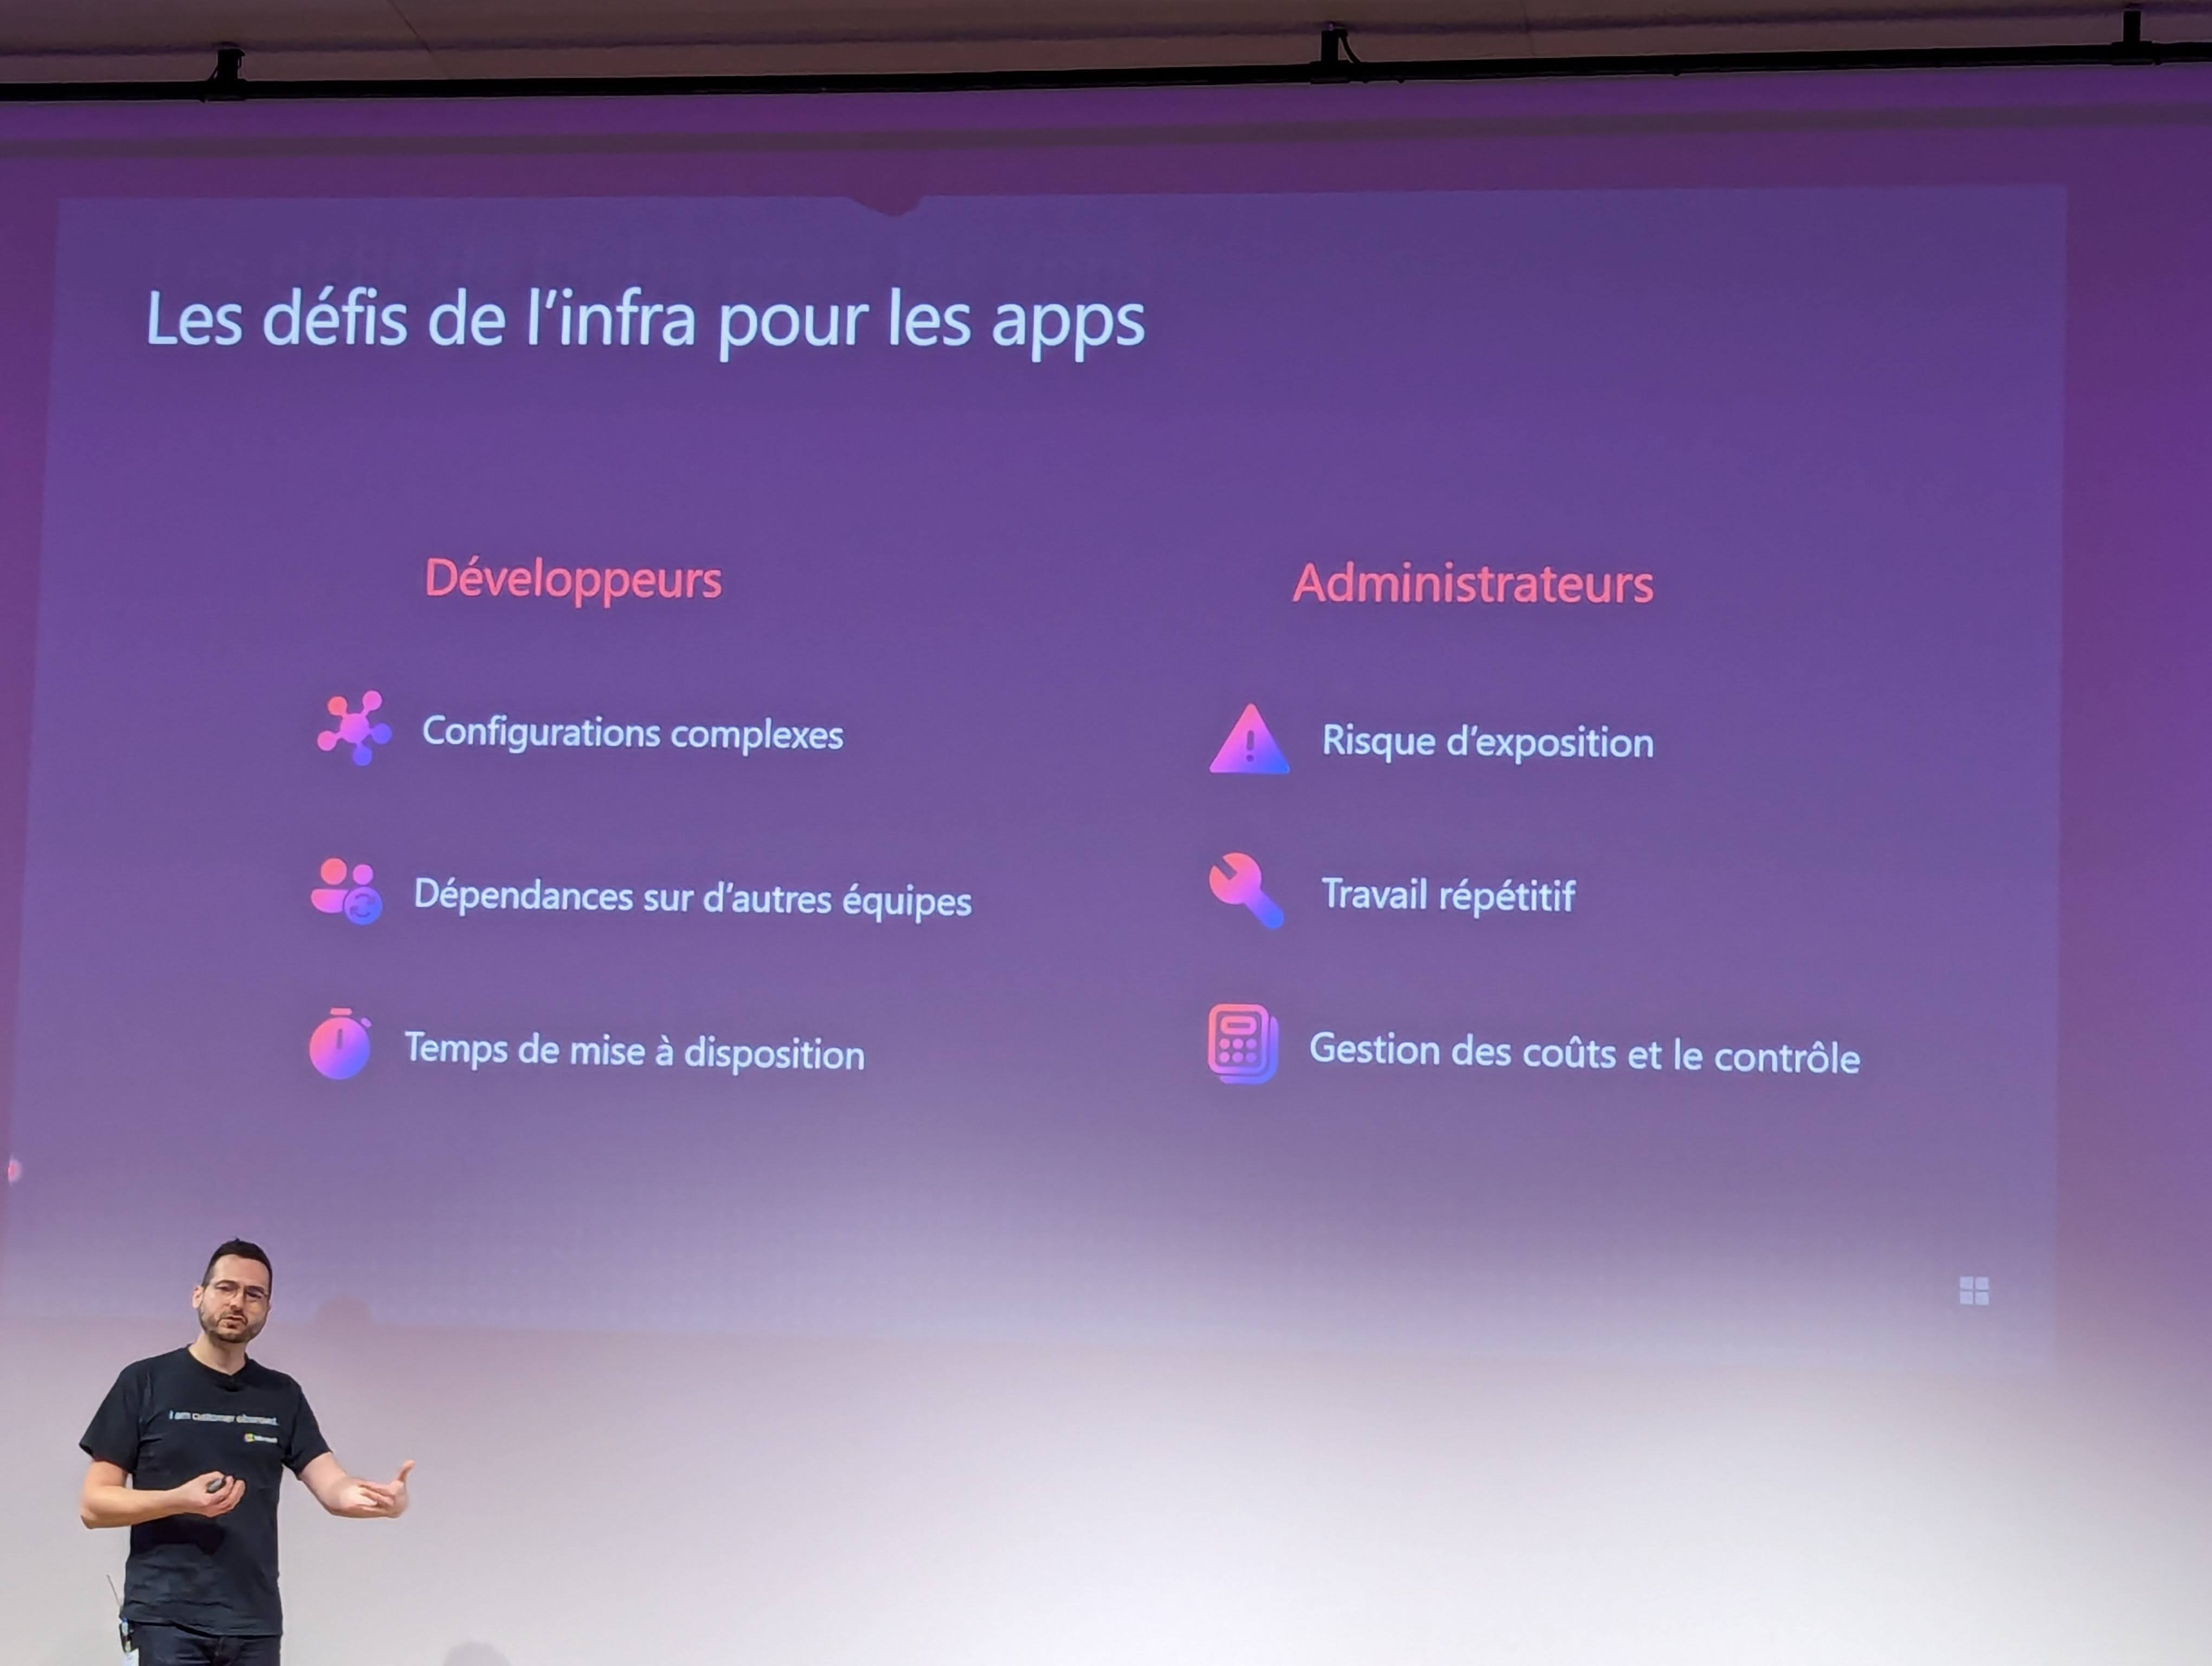 Les défis de l’infra pour les apps
Développeurs
Configurations complexes
Dépendances sur d’autres équipes
Temps de mise à disposition
Administrateurs
Risque d’exposition
Travail répétitif
Gestion des coûts et le contrôle
I am customer obsessed.
Microsoft